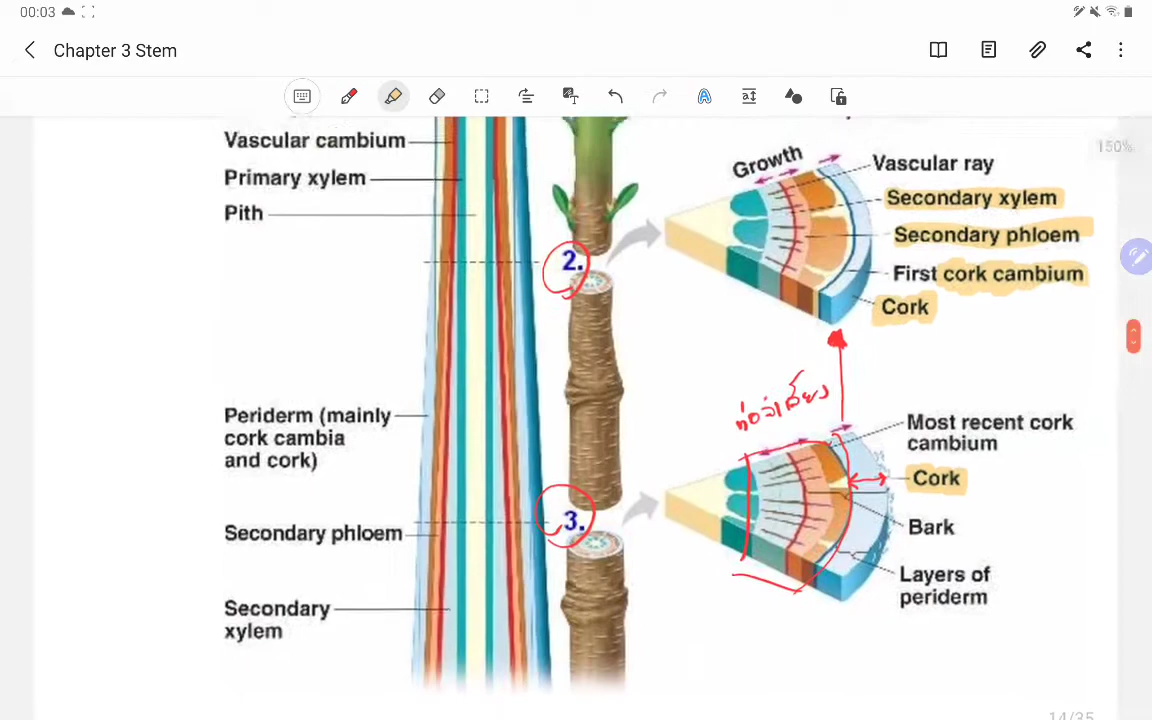 00:03
Chapter 3 Stem
150%
Vascular cambium
Primary xylem
Pith
Periderm (mainly
cork cambia
and cork)
Secondary phloem
Secondary
xylem
2.
3.
Growth
Vascular ray
Secondary xylem
Secondary phloem
First cork cambium
Cork
ท่อลำเลียง
Most recent cork
cambium
Cork
Bark
Layers of
periderm
14/35